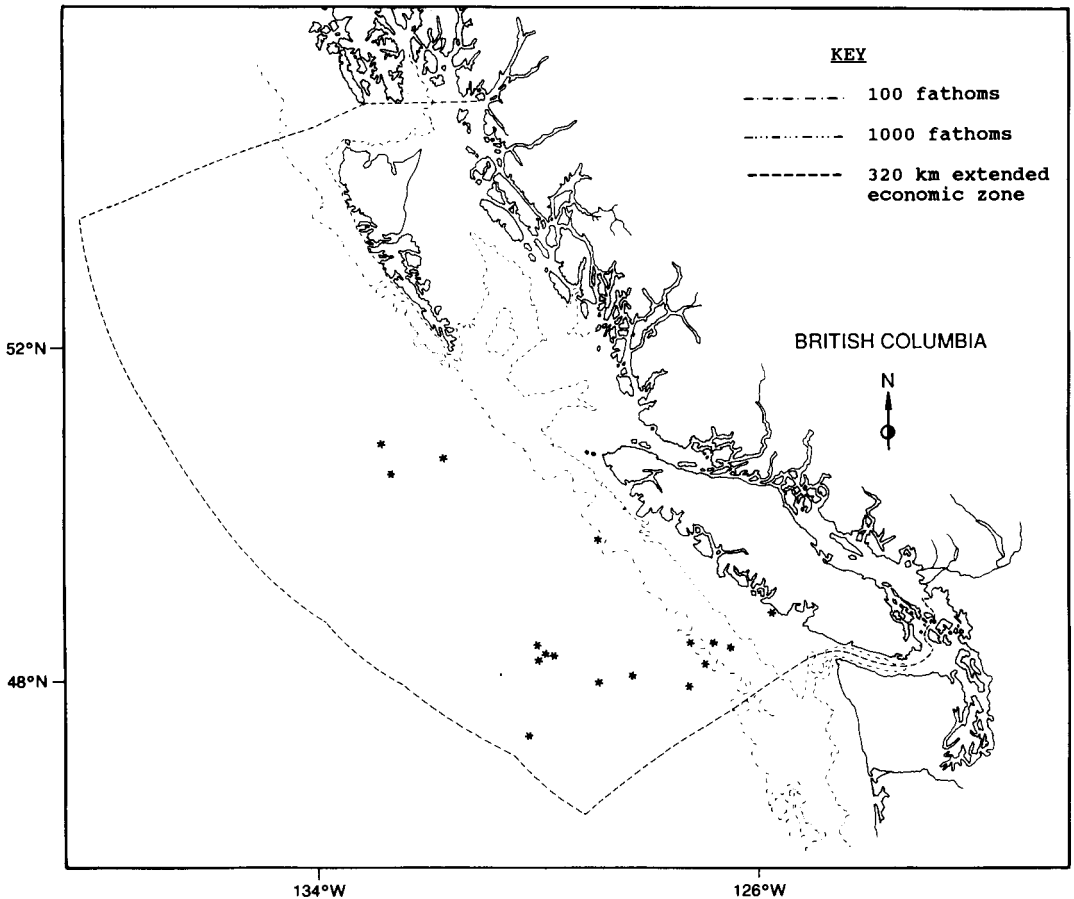 KEY
100 fathoms
1000 fathoms
320 km extended
economic zone
52°N
BRITISH COLUMBIA
N
48°N
134°W
126°W